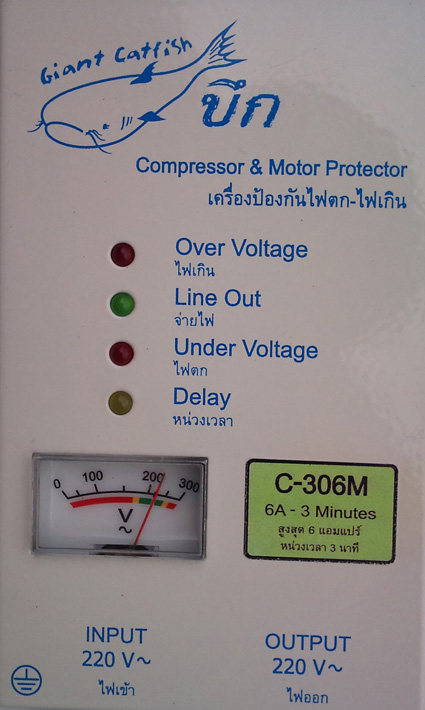 Giant Catfish
บึก
Compressor & Motor Protector
เครื่องป้องกันไฟตก-ไฟเกิน
Over Voltage
ไฟเกิน
Line Out
จ่ายไฟ
Under Voltage
ไฟตก
Delay
หน่วงเวลา
0 100 200 300
V
~
C-306M
6A - 3 Minutes
สูงสุด 6 แอมแปร์
หน่วงเวลา 3 นาที
INPUT
220 V~
ไฟเข้า
OUTPUT
220 V~
ไฟออก